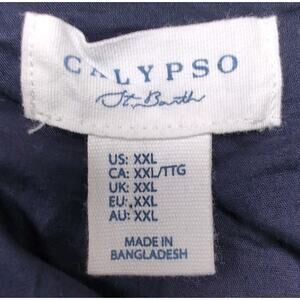 CALYPSO
St. Barth
US: XXL
CA: XXL/TTG
UK: XXL
EU: XXL
AU: XXL
MADE IN
BANGLADESH